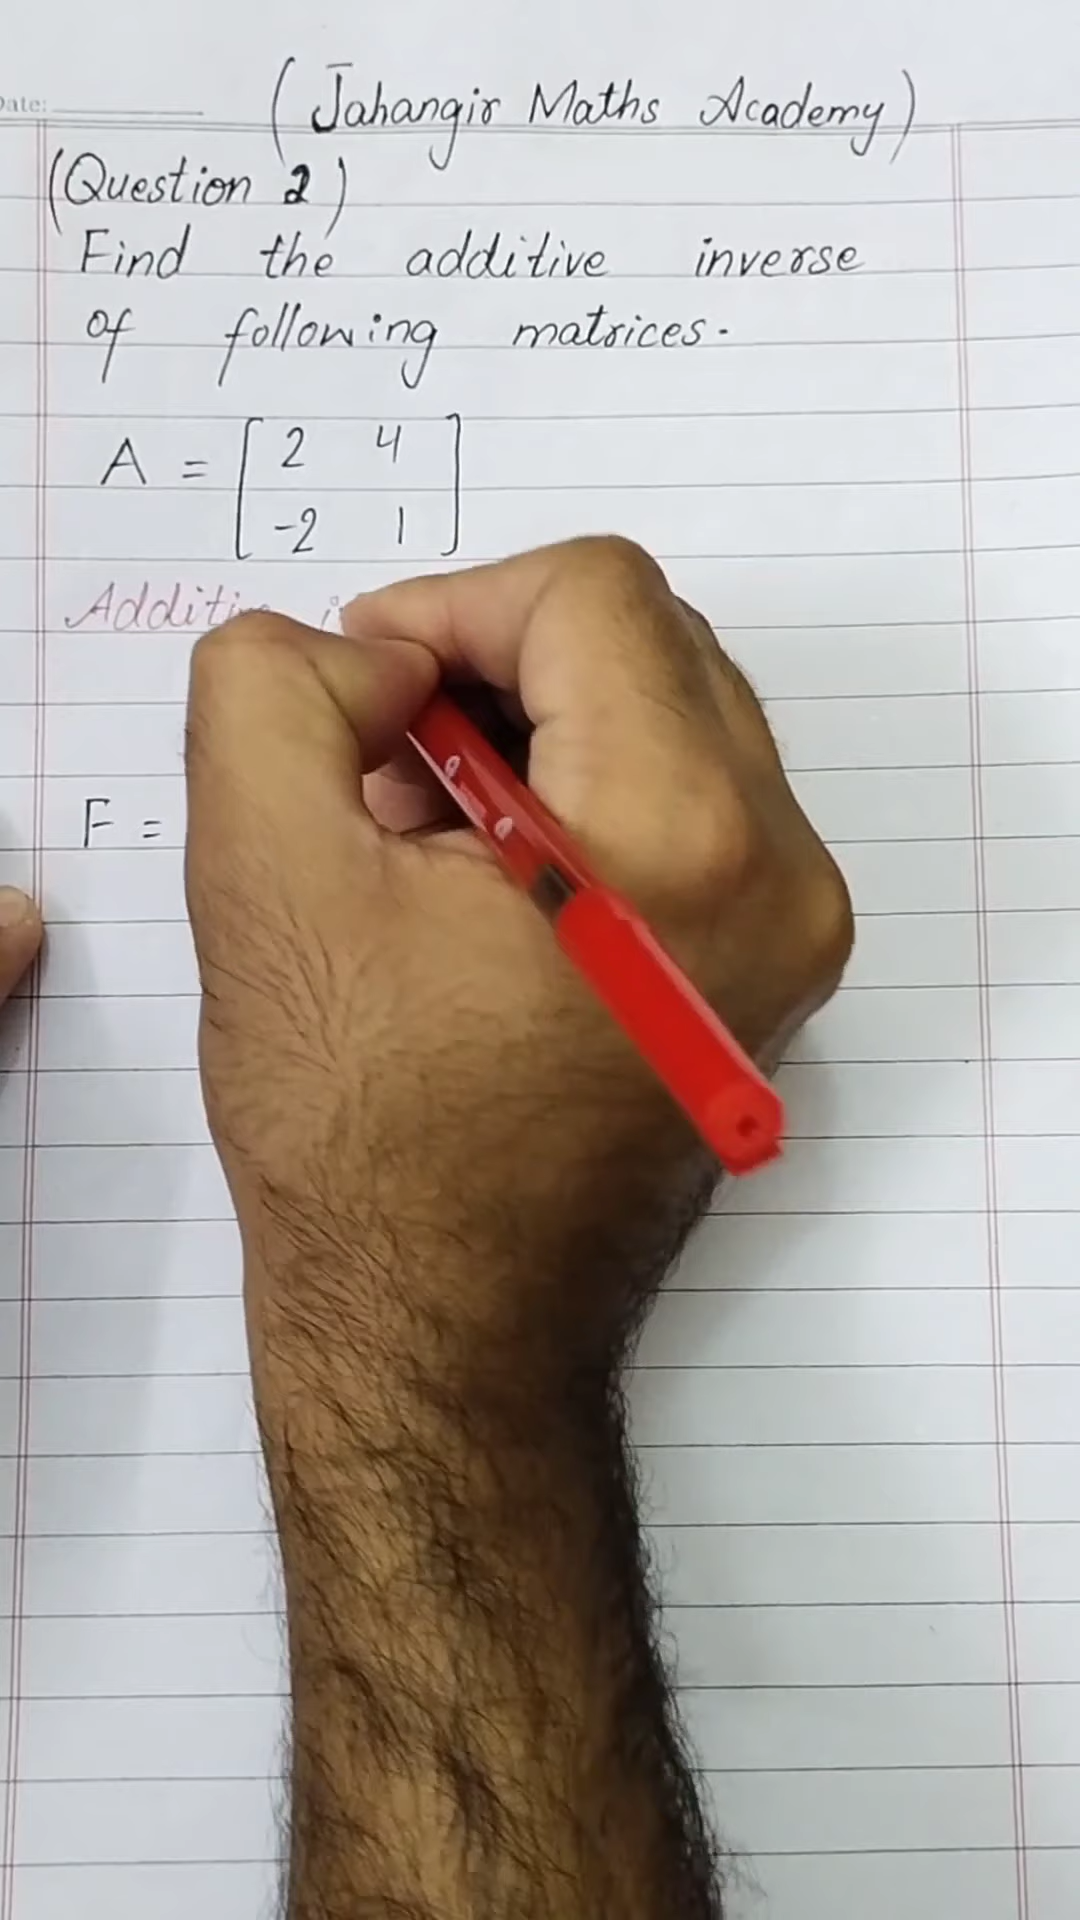 Date:
(Jahangir Maths Academy)
(Question 2)
Find the additive inverse
of following matrices.
A = [ 2 4
-2 1 ]
F =